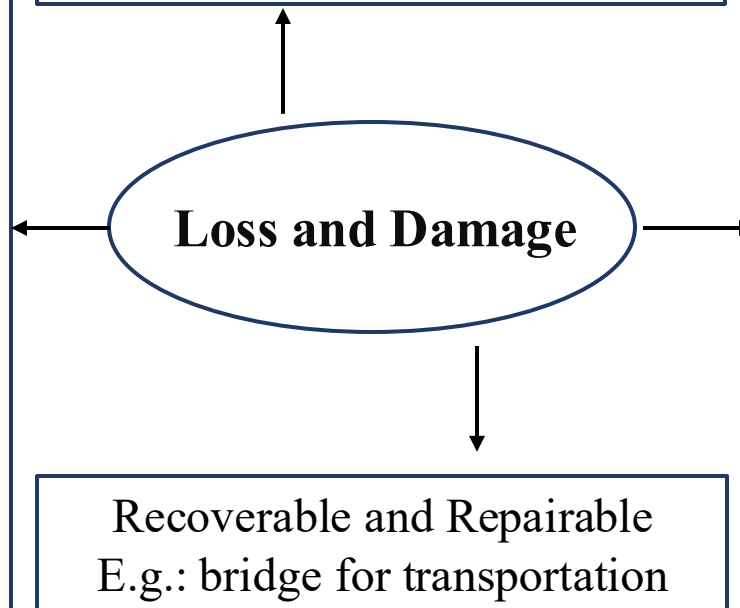 Loss and Damage
Recoverable and Repairable
E.g.: bridge for transportation